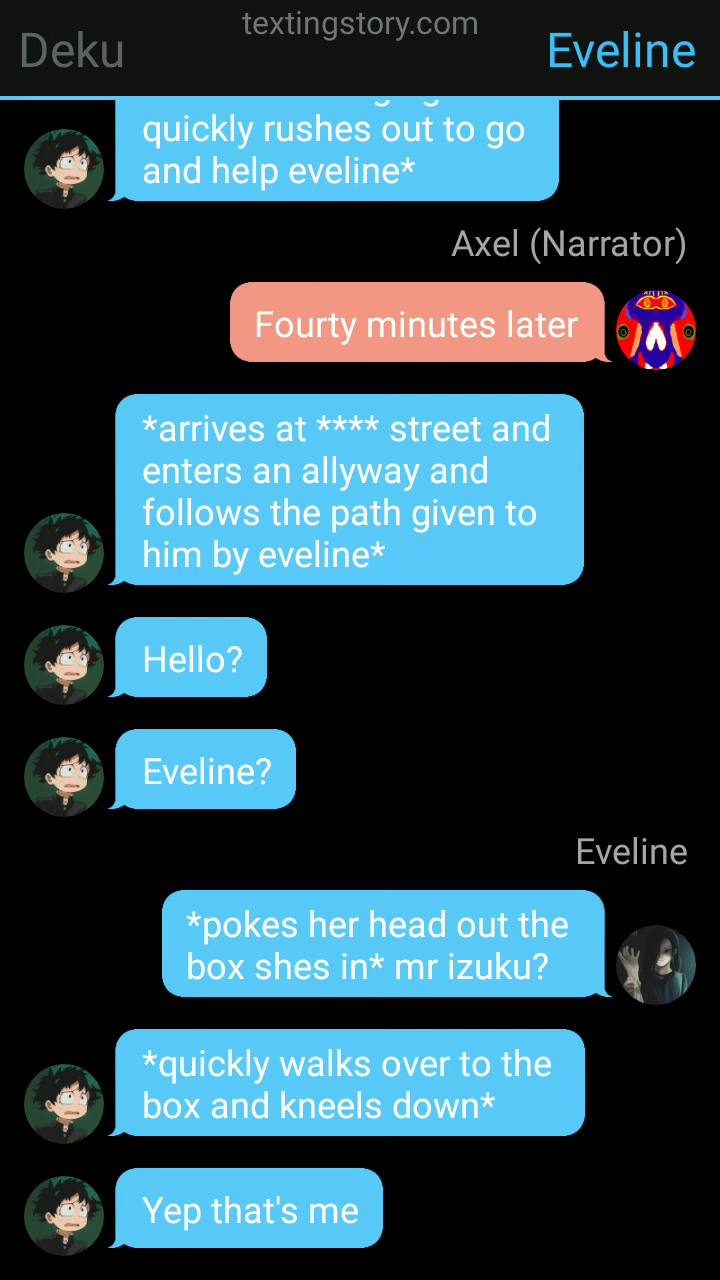 textingstory.com
Deku
Eveline
quickly rushes out to go
and help eveline*
Axel (Narrator)
Fourty minutes later
*arrives at **** street and
enters an allyway and
follows the path given to
him by eveline*
Hello?
Eveline?
Eveline
*pokes her head out the
box shes in* mr izuku?
*quickly walks over to the
box and kneels down*
Yep that's me